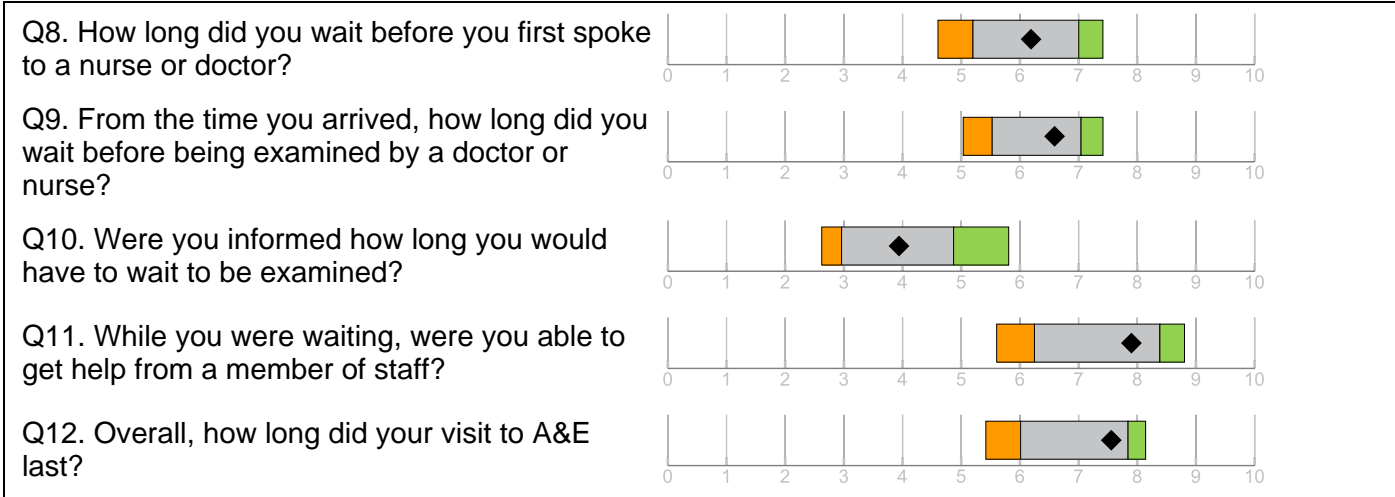 Q8. How long did you wait before you first spoke
to a nurse or doctor?
0 1 2 3 4 5 6 7 8 9 10
Q9. From the time you arrived, how long did you
wait before being examined by a doctor or
nurse?
0 1 2 3 4 5 6 7 8 9 10
Q10. Were you informed how long you would
have to wait to be examined?
0 1 2 3 4 5 6 7 8 9 10
Q11. While you were waiting, were you able to
get help from a member of staff?
0 1 2 3 4 5 6 7 8 9 10
Q12. Overall, how long did your visit to A&E
last?
0 1 2 3 4 5 6 7 8 9 10